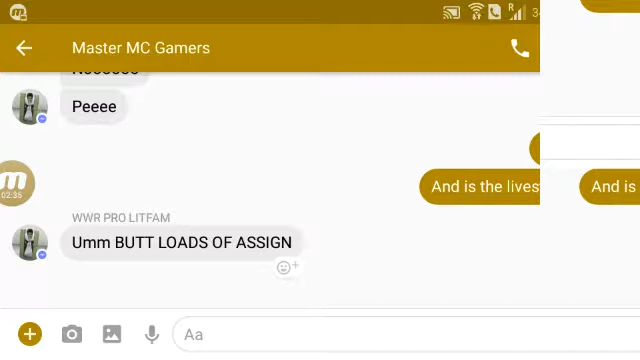 Master MC Gamers
Peeee
And is the lives
And is
02:35
WWR PRO LITFAM
Umm BUTT LOADS OF ASSIGN
Aa